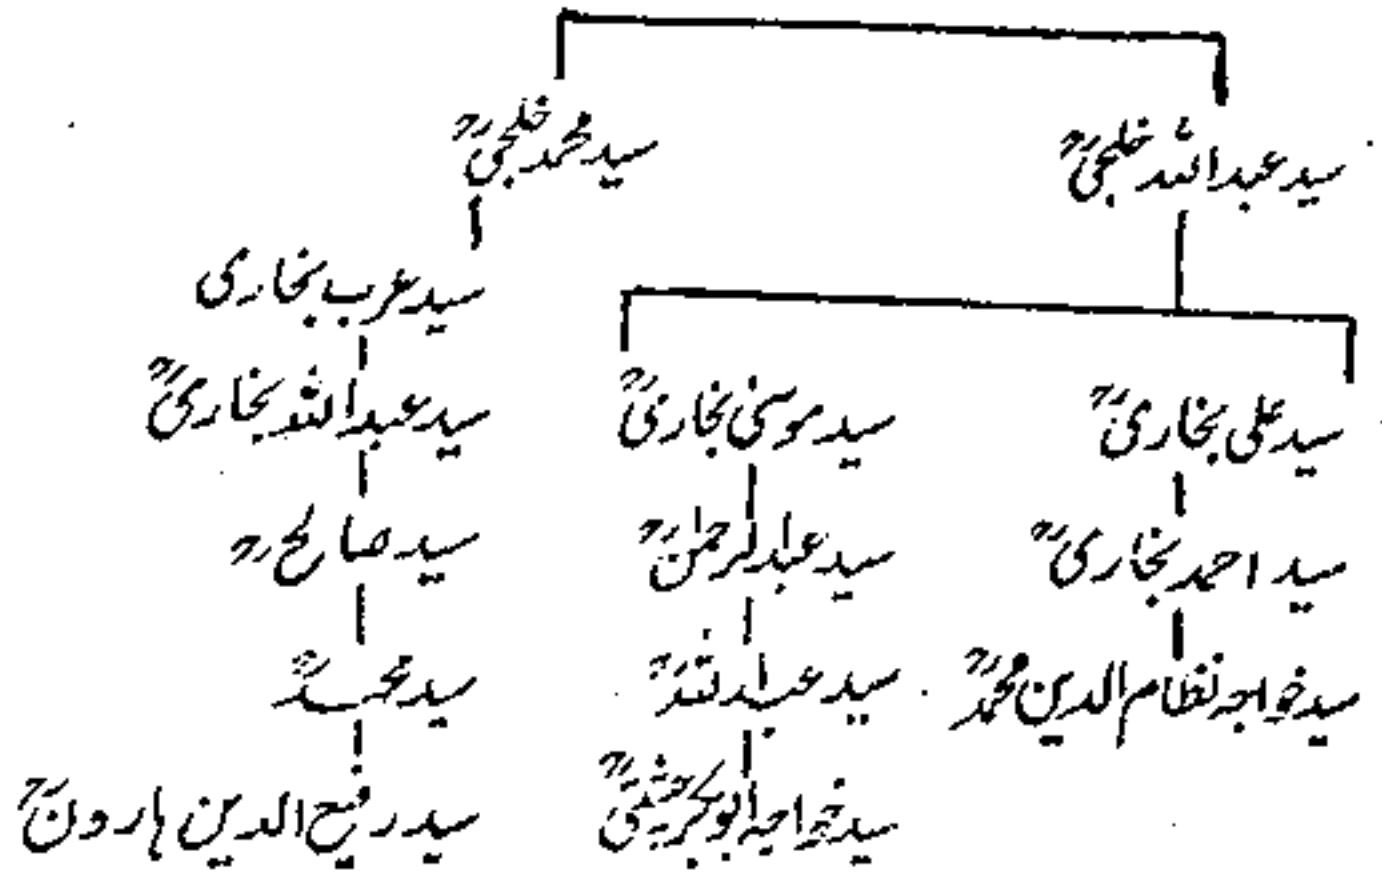 سید عبداللہ خلجیؒ
سید محمد خلجیؒ
سید علی بخاریؒ
سید موسیٰ بخاریؒ
سید عرب بخاری
سید احمد بخاریؒ
سید عبدالرحمٰنؒ
سید عبداللہ بخاریؒ
سید خواجہ نظام الدین محمدؒ
سید عبداللہؒ
سید صالحؒ
سید خواجہ ابوبکر چشتیؒ
سید محمدؒ
سید رفیع الدین ہارونؒ